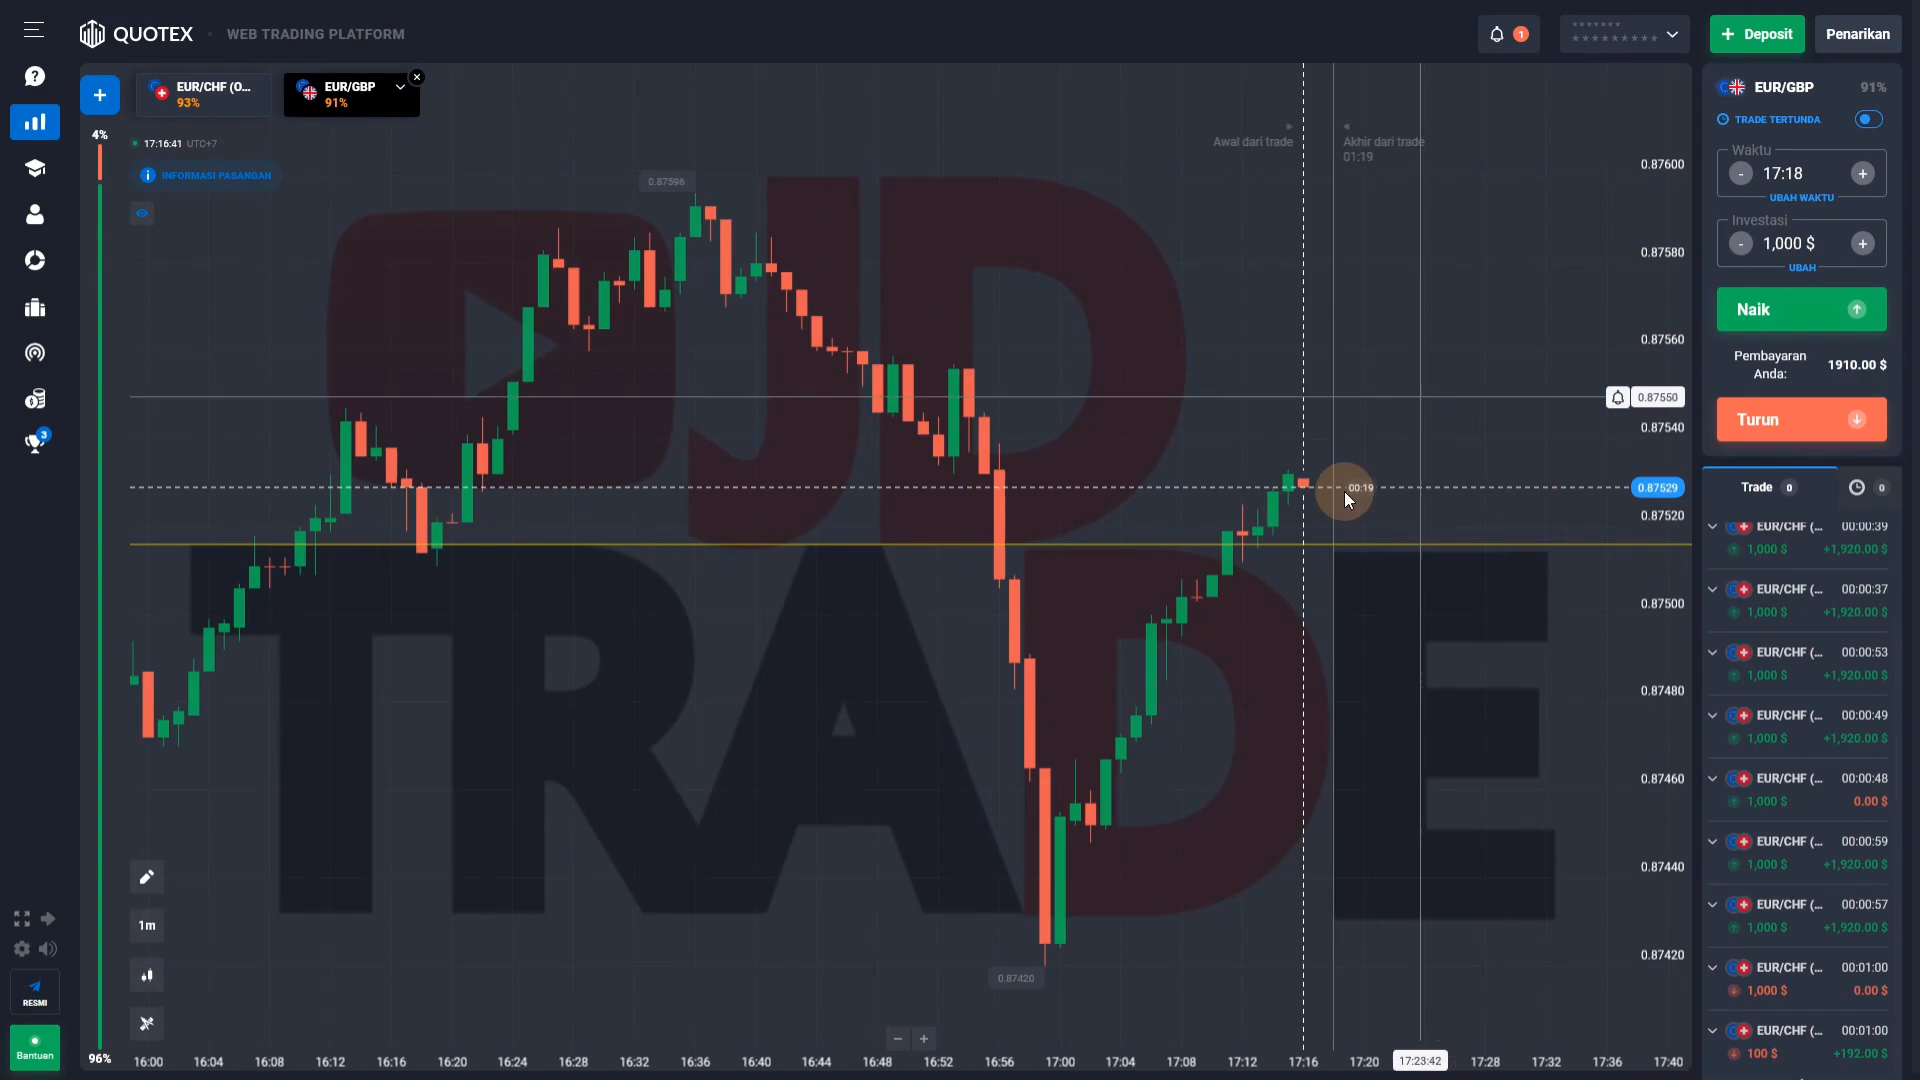 QUOTEX
WEB TRADING PLATFORM
1
*******
*********
Deposit
Penarikan
EUR/CHF (O...
93%
EUR/GBP
91%
4%
17:16:41 UTC+7
INFORMASI PASANGAN
0.87596
Awal dari trade
Akhir dari trade
01:19
JD
TRADE
0.87600
0.87580
0.87560
0.87550
0.87540
00:19
0.87529
0.87520
0.87500
0.87480
0.87460
0.87440
0.87420
0.87420
1m
96%
16:00
16:04
16:08
16:12
16:16
16:20
16:24
16:28
16:32
16:36
16:40
16:44
16:48
16:52
16:56
17:00
17:04
17:08
17:12
17:16
17:20
17:23:42
17:28
17:32
17:36
17:40
3
RESMI
Bantuan
EUR/GBP
91%
TRADE TERTUNDA
Waktu
- 17:18 +
UBAH WAKTU
Investasi
- 1,000 $ +
UBAH
Naik
Pembayaran
Anda:
1910.00 $
Turun
Trade 0
0
EUR/CHF (... 00:00:39
1,000 $ +1,920.00 $
EUR/CHF (... 00:00:37
1,000 $ +1,920.00 $
EUR/CHF (... 00:00:53
1,000 $ +1,920.00 $
EUR/CHF (... 00:00:49
1,000 $ +1,920.00 $
EUR/CHF (... 00:00:48
1,000 $ 0.00 $
EUR/CHF (... 00:00:59
1,000 $ +1,920.00 $
EUR/CHF (... 00:00:57
1,000 $ +1,920.00 $
EUR/CHF (... 00:01:00
1,000 $ 0.00 $
EUR/CHF (... 00:01:00
100 $ +192.00 $